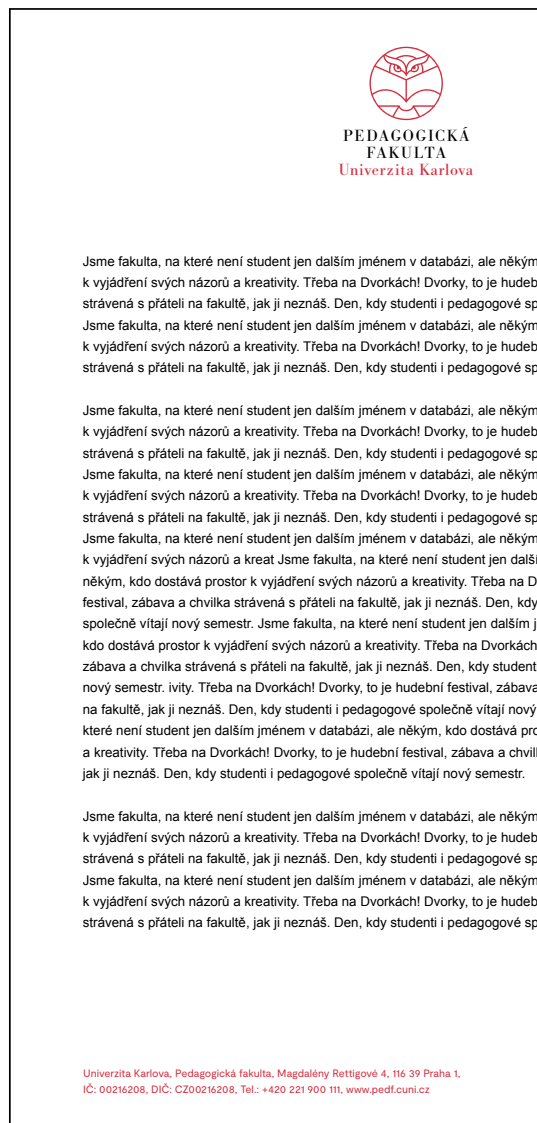 PEDAGOGICKÁ
FAKULTA
Univerzita Karlova
Jsme fakulta, na které není student jen dalším jménem v databázi, ale někým
k vyjádření svých názorů a kreativity. Třeba na Dvorkách! Dvorky, to je hudeb
strávená s přáteli na fakultě, jak ji neznáš. Den, kdy studenti i pedagogové sp
Jsme fakulta, na které není student jen dalším jménem v databázi, ale někým
k vyjádření svých názorů a kreativity. Třeba na Dvorkách! Dvorky, to je hudeb
strávená s přáteli na fakultě, jak ji neznáš. Den, kdy studenti i pedagogové sp
Jsme fakulta, na které není student jen dalším jménem v databázi, ale někým
k vyjádření svých názorů a kreativity. Třeba na Dvorkách! Dvorky, to je hudeb
strávená s přáteli na fakultě, jak ji neznáš. Den, kdy studenti i pedagogové sp
Jsme fakulta, na které není student jen dalším jménem v databázi, ale někým
k vyjádření svých názorů a kreativity. Třeba na Dvorkách! Dvorky, to je hudeb
strávená s přáteli na fakultě, jak ji neznáš. Den, kdy studenti i pedagogové sp
Jsme fakulta, na které není student jen dalším jménem v databázi, ale někým
k vyjádření svých názorů a kreat Jsme fakulta, na které není student jen dalš
někým, kdo dostává prostor k vyjádření svých názorů a kreativity. Třeba na D
festival, zábava a chvilka strávená s přáteli na fakultě, jak ji neznáš. Den, kdy
společně vítají nový semestr. Jsme fakulta, na které není student jen dalším j
kdo dostává prostor k vyjádření svých názorů a kreativity. Třeba na Dvorkách
zábava a chvilka strávená s přáteli na fakultě, jak ji neznáš. Den, kdy student
nový semestr. ivity. Třeba na Dvorkách! Dvorky, to je hudební festival, zábava
na fakultě, jak ji neznáš. Den, kdy studenti i pedagogové společně vítají nový
které není student jen dalším jménem v databázi, ale někým, kdo dostává pro
a kreativity. Třeba na Dvorkách! Dvorky, to je hudební festival, zábava a chvil
jak ji neznáš. Den, kdy studenti i pedagogové společně vítají nový semestr.
Jsme fakulta, na které není student jen dalším jménem v databázi, ale někým
k vyjádření svých názorů a kreativity. Třeba na Dvorkách! Dvorky, to je hudeb
strávená s přáteli na fakultě, jak ji neznáš. Den, kdy studenti i pedagogové sp
Jsme fakulta, na které není student jen dalším jménem v databázi, ale někým
k vyjádření svých názorů a kreativity. Třeba na Dvorkách! Dvorky, to je hudeb
strávená s přáteli na fakultě, jak ji neznáš. Den, kdy studenti i pedagogové sp
Univerzita Karlova, Pedagogická fakulta, Magdalény Rettigové 4, 116 39 Praha 1,
IČ: 00216208, DIČ: CZ00216208, Tel.: +420 221 900 111, www.pedf.cuni.cz